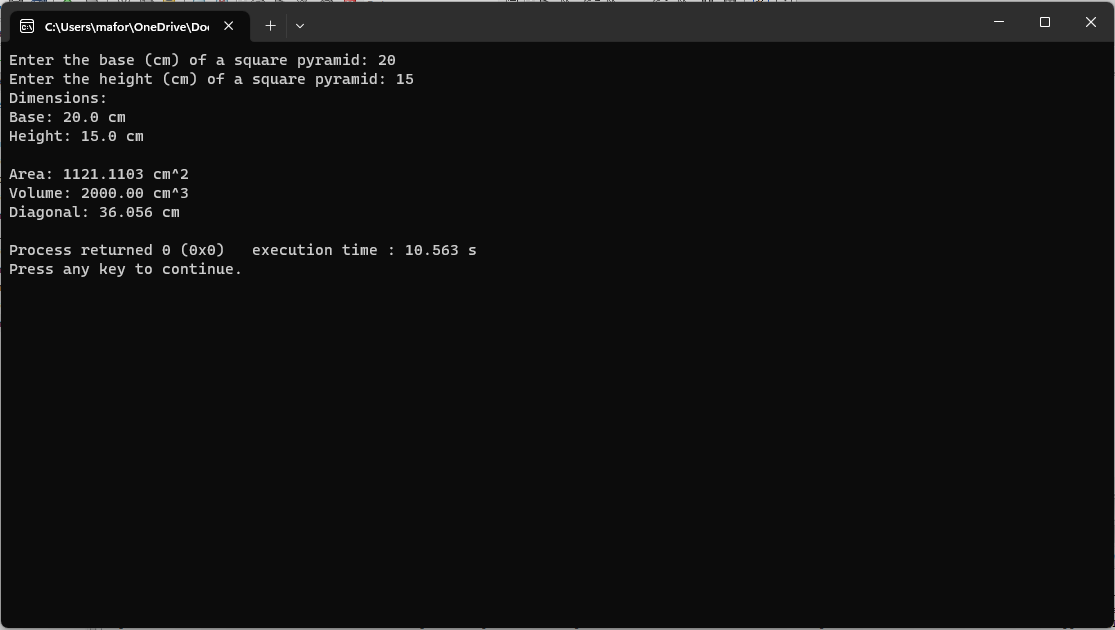 C:\Users\mafor\OneDrive\Doc
Enter the base (cm) of a square pyramid: 20
Enter the height (cm) of a square pyramid: 15
Dimensions:
Base: 20.0 cm
Height: 15.0 cm
Area: 1121.1103 cm^2
Volume: 2000.00 cm^3
Diagonal: 36.056 cm
Process returned 0 (0x0)   execution time : 10.563 s
Press any key to continue.